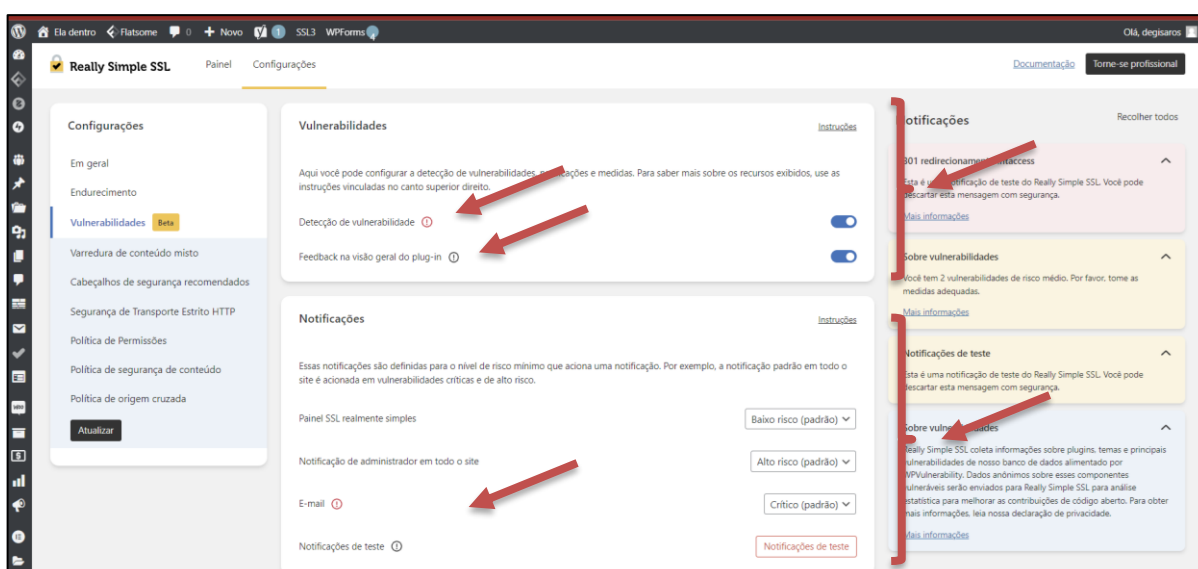 Ela dentro Flatsome 0 + Novo 1 SSL3 WPForms 4 Olá, degisaros
Really Simple SSL Painel Configurações Documentação Torne-se profissional
Configurações
Em geral
Endurecimento
Vulnerabilidades Beta
Varredura de conteúdo misto
Cabeçalhos de segurança recomendados
Segurança de Transporte Estrito HTTP
Política de Permissões
Política de segurança de conteúdo
Política de origem cruzada
Atualizar
Vulnerabilidades Instruções
Aqui você pode configurar a detecção de vulnerabilidades, e medidas. Para saber mais sobre os recursos exibidos, use as
instruções vinculadas no canto superior direito.
Detecção de vulnerabilidade
Feedback na visão geral do plug-in
Notificações Instruções
Essas notificações são definidas para o nível de risco mínimo que aciona uma notificação. Por exemplo, a notificação padrão em todo o
site é acionada em vulnerabilidades críticas e de alto risco.
Painel SSL realmente simples Baixo risco (padrão)
Notificação de administrador em todo o site Alto risco (padrão)
E-mail Crítico (padrão)
Notificações de teste Notificações de teste
Notificações Recolher todos
301 redirecionamento
Esta é notificação de teste do Really Simple SSL. Você pode
descartar esta mensagem com segurança.
Mais informações
Sobre vulnerabilidades
Você tem 2 vulnerabilidades de risco médio. Por favor, tome as
medidas adequadas.
Mais informações
Notificações de teste
Esta é uma notificação de teste do Really Simple SSL. Você pode
descartar esta mensagem com segurança.
Sobre vulnerabilidades
Really Simple SSL coleta informações sobre plugins, temas e principais
vulnerabilidades de nosso banco de dados alimentado por
WPVulnerability. Dados anônimos sobre esses componentes
vulneráveis serão enviados para Really Simple SSL para análise
estatística para melhorar as contribuições de código aberto. Para obter
mais informações, leia nossa declaração de privacidade.
Mais informações